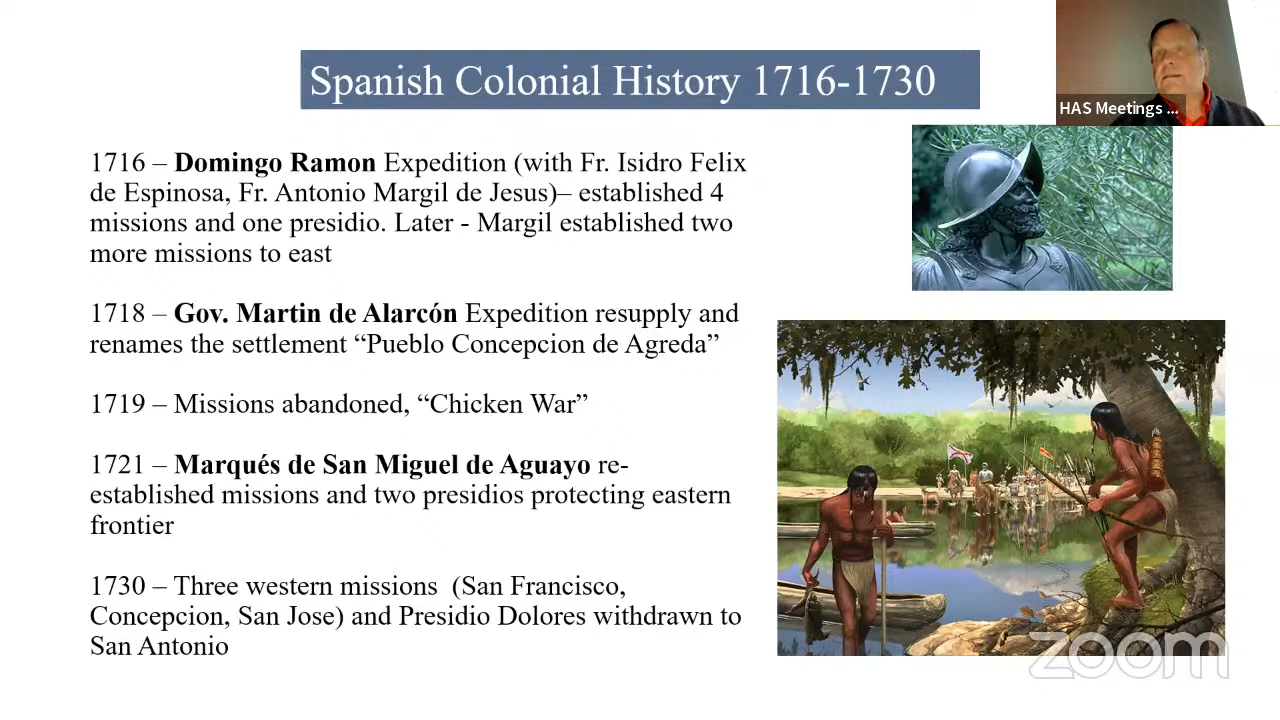 Spanish Colonial History 1716-1730
HAS Meetings ...
1716 – Domingo Ramon Expedition (with Fr. Isidro Felix
de Espinosa, Fr. Antonio Margil de Jesus)– established 4
missions and one presidio. Later - Margil established two
more missions to east
1718 – Gov. Martin de Alarcón Expedition resupply and
renames the settlement “Pueblo Concepcion de Agreda”
1719 – Missions abandoned, “Chicken War”
1721 – Marqués de San Miguel de Aguayo re-
established missions and two presidios protecting eastern
frontier
1730 – Three western missions (San Francisco,
Concepcion, San Jose) and Presidio Dolores withdrawn to
San Antonio
zoom